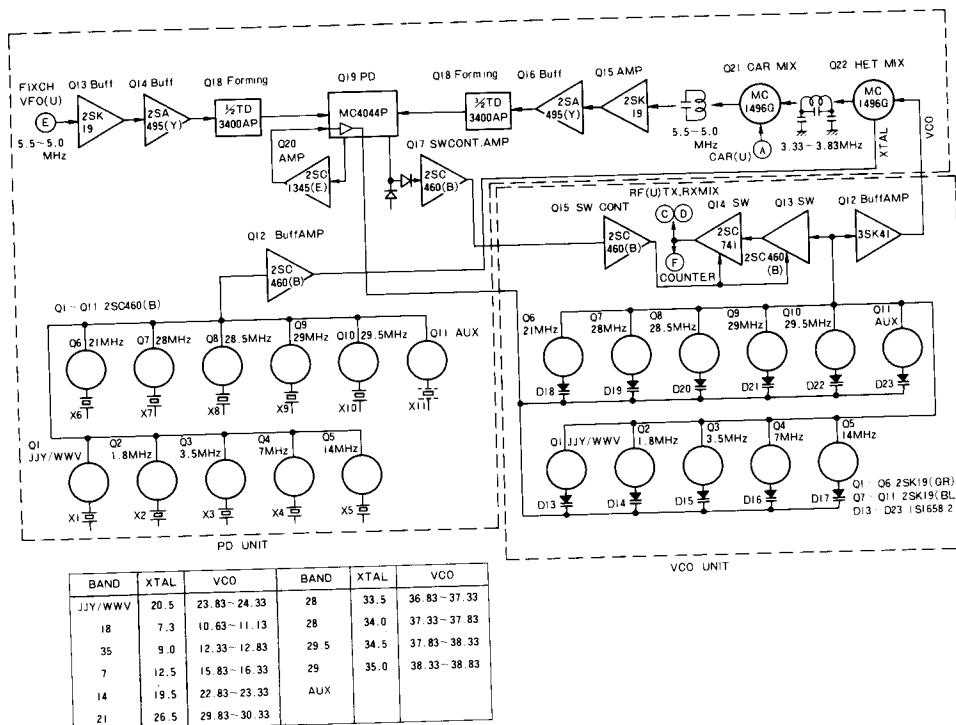 FIXCH
VFO(U)
E
5.5~5.0
MHz
Q13 Buff
2SK
19
Q14 Buff
2SA
495(Y)
Q18 Forming
½TD
3400AP
Q19 PD
MC4044P
Q18 Forming
½TD
3400AP
Q16 Buff
2SA
495(Y)
Q15 AMP
2SK
19
5.5~5.0
MHz
Q21 CAR MIX
MC
1496G
A
CAR(U)
3.33~3.83MHz
Q22 HET MIX
MC
1496G
XTAL
VCO
Q20
AMP
2SC
1345(E)
Q17 SWCONT.AMP
2SC
460(B)
Q12 BuffAMP
2SC
460(B)
Q1~Q11 2SC460(B)
Q6
21MHz
X6
Q7
28MHz
X7
Q8
28.5MHz
X8
Q9
29MHz
X9
Q10
29.5MHz
X10
Q11 AUX
X11
Q1
JJY/WWV
X1
Q2
1.8MHz
X2
Q3
3.5MHz
X3
Q4
7MHz
X4
Q5
14MHz
X5
PD UNIT
RF(U)TX,RXMIX
Q15 SW CONT
2SC
460(B)
C D
F
COUNTER
Q14 SW
2SC
741
Q13 SW
2SC460
(B)
Q12 BuffAMP
3SK41
Q6
21MHz
D18
Q7
28MHz
D19
Q8
28.5MHz
D20
Q9
29MHz
D21
Q10
29.5MHz
D22
Q11
AUX
D23
Q1 JJY/WWV
D13
Q2
1.8MHz
D14
Q3
3.5MHz
D15
Q4
7MHz
D16
Q5
14MHz
D17
Q1~Q6 2SK19(GR)
Q7~Q11 2SK19(BL
D13~D23 1S1658 2
VCO UNIT
BAND XTAL VCO BAND XTAL VCO
JJY/WWV 20.5 23.83~24.33 28 33.5 36.83~37.33
18 7.3 10.63~11.13 28 34.0 37.33~37.83
35 9.0 12.33~12.83 29.5 34.5 37.83~38.33
7 12.5 15.83~16.33 29 35.0 38.33~38.83
14 19.5 22.83~23.33 AUX
21 26.5 29.83~30.33